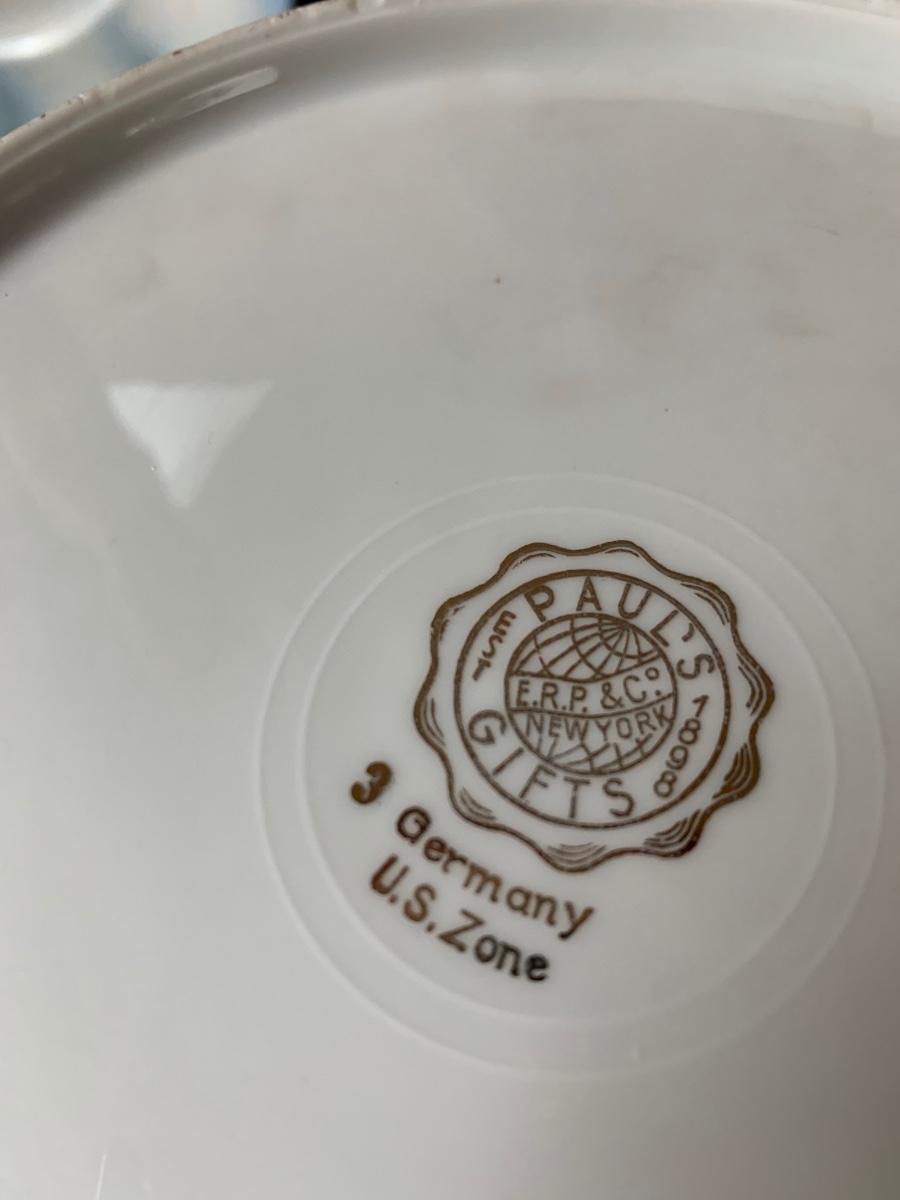 PAUL'S
EST 1898
E.R.P. & Cº.
NEW YORK
GIFTS
3
Germany
U.S.Zone